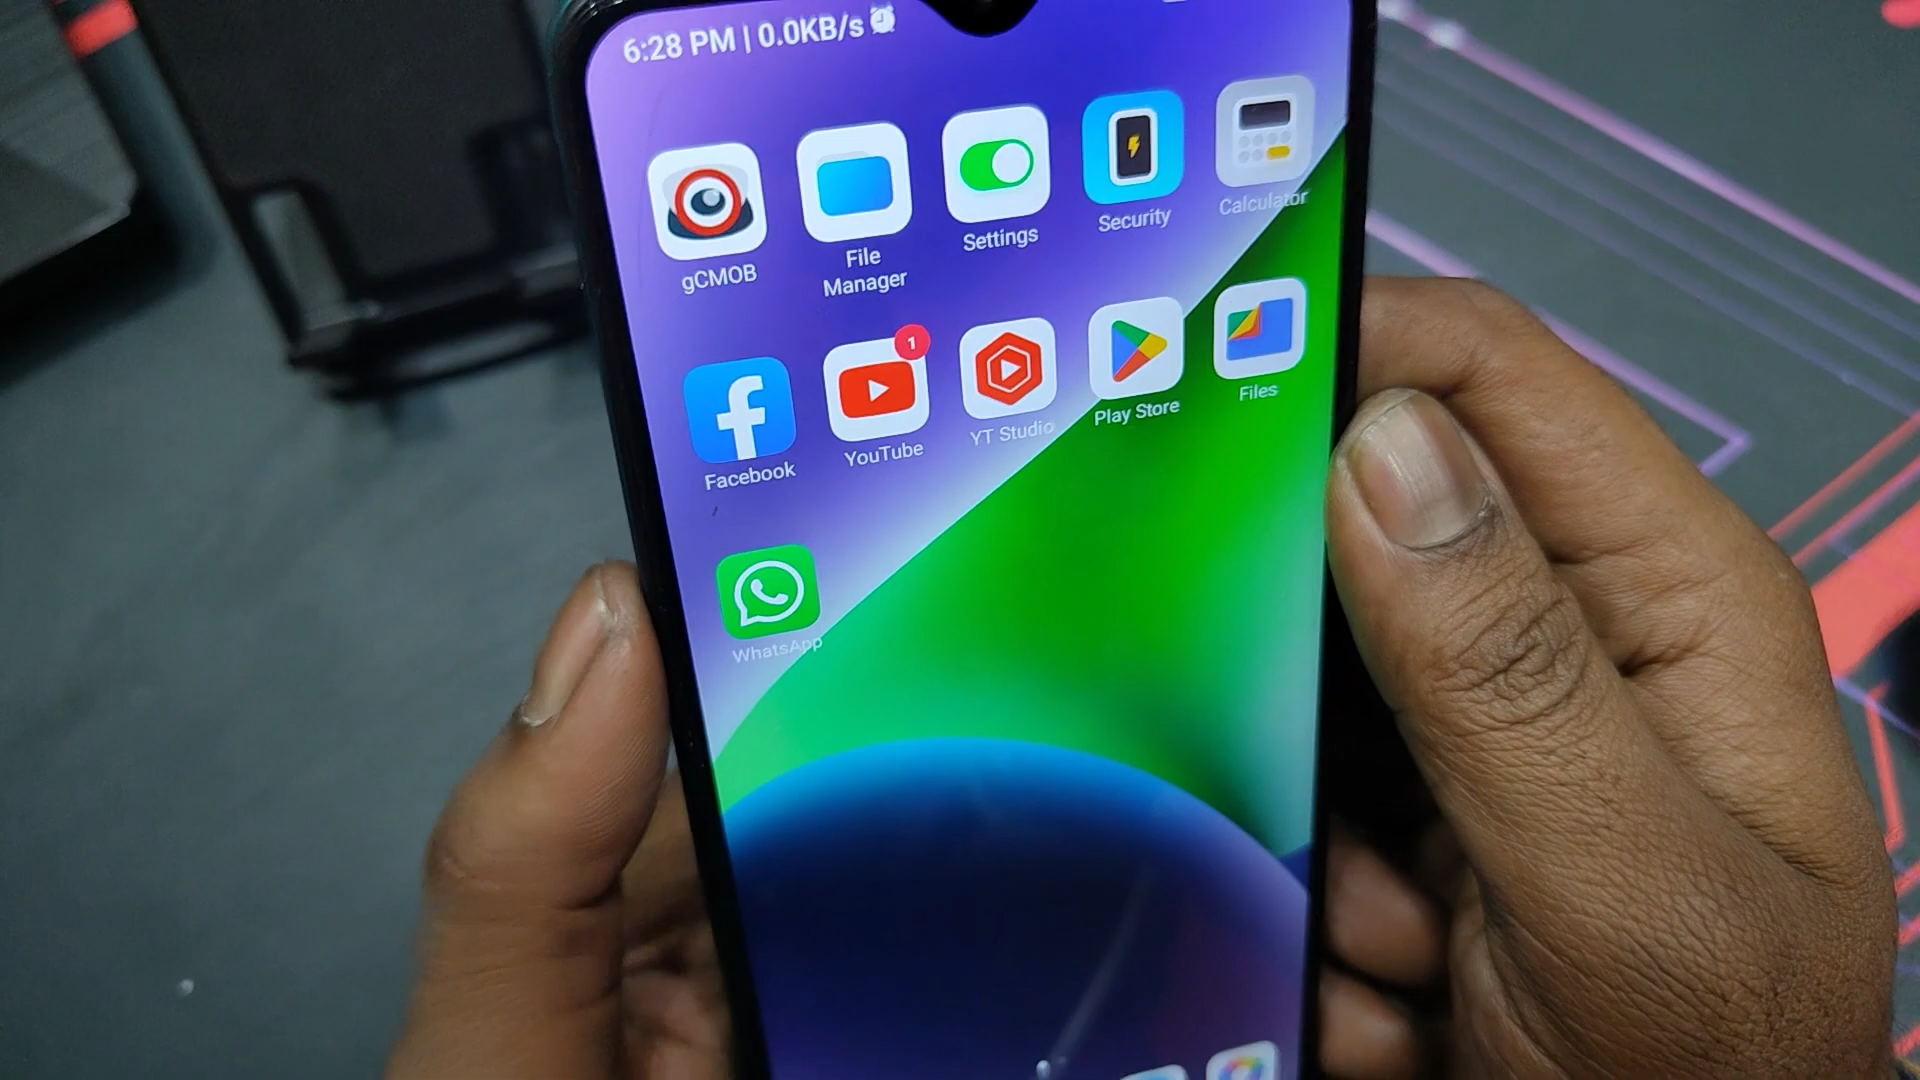 6:28 PM | 0.0KB/s
gCMOB
File
Manager
Settings
Security
Calculator
Facebook
1
YouTube
YT Studio
Play Store
Files
WhatsApp